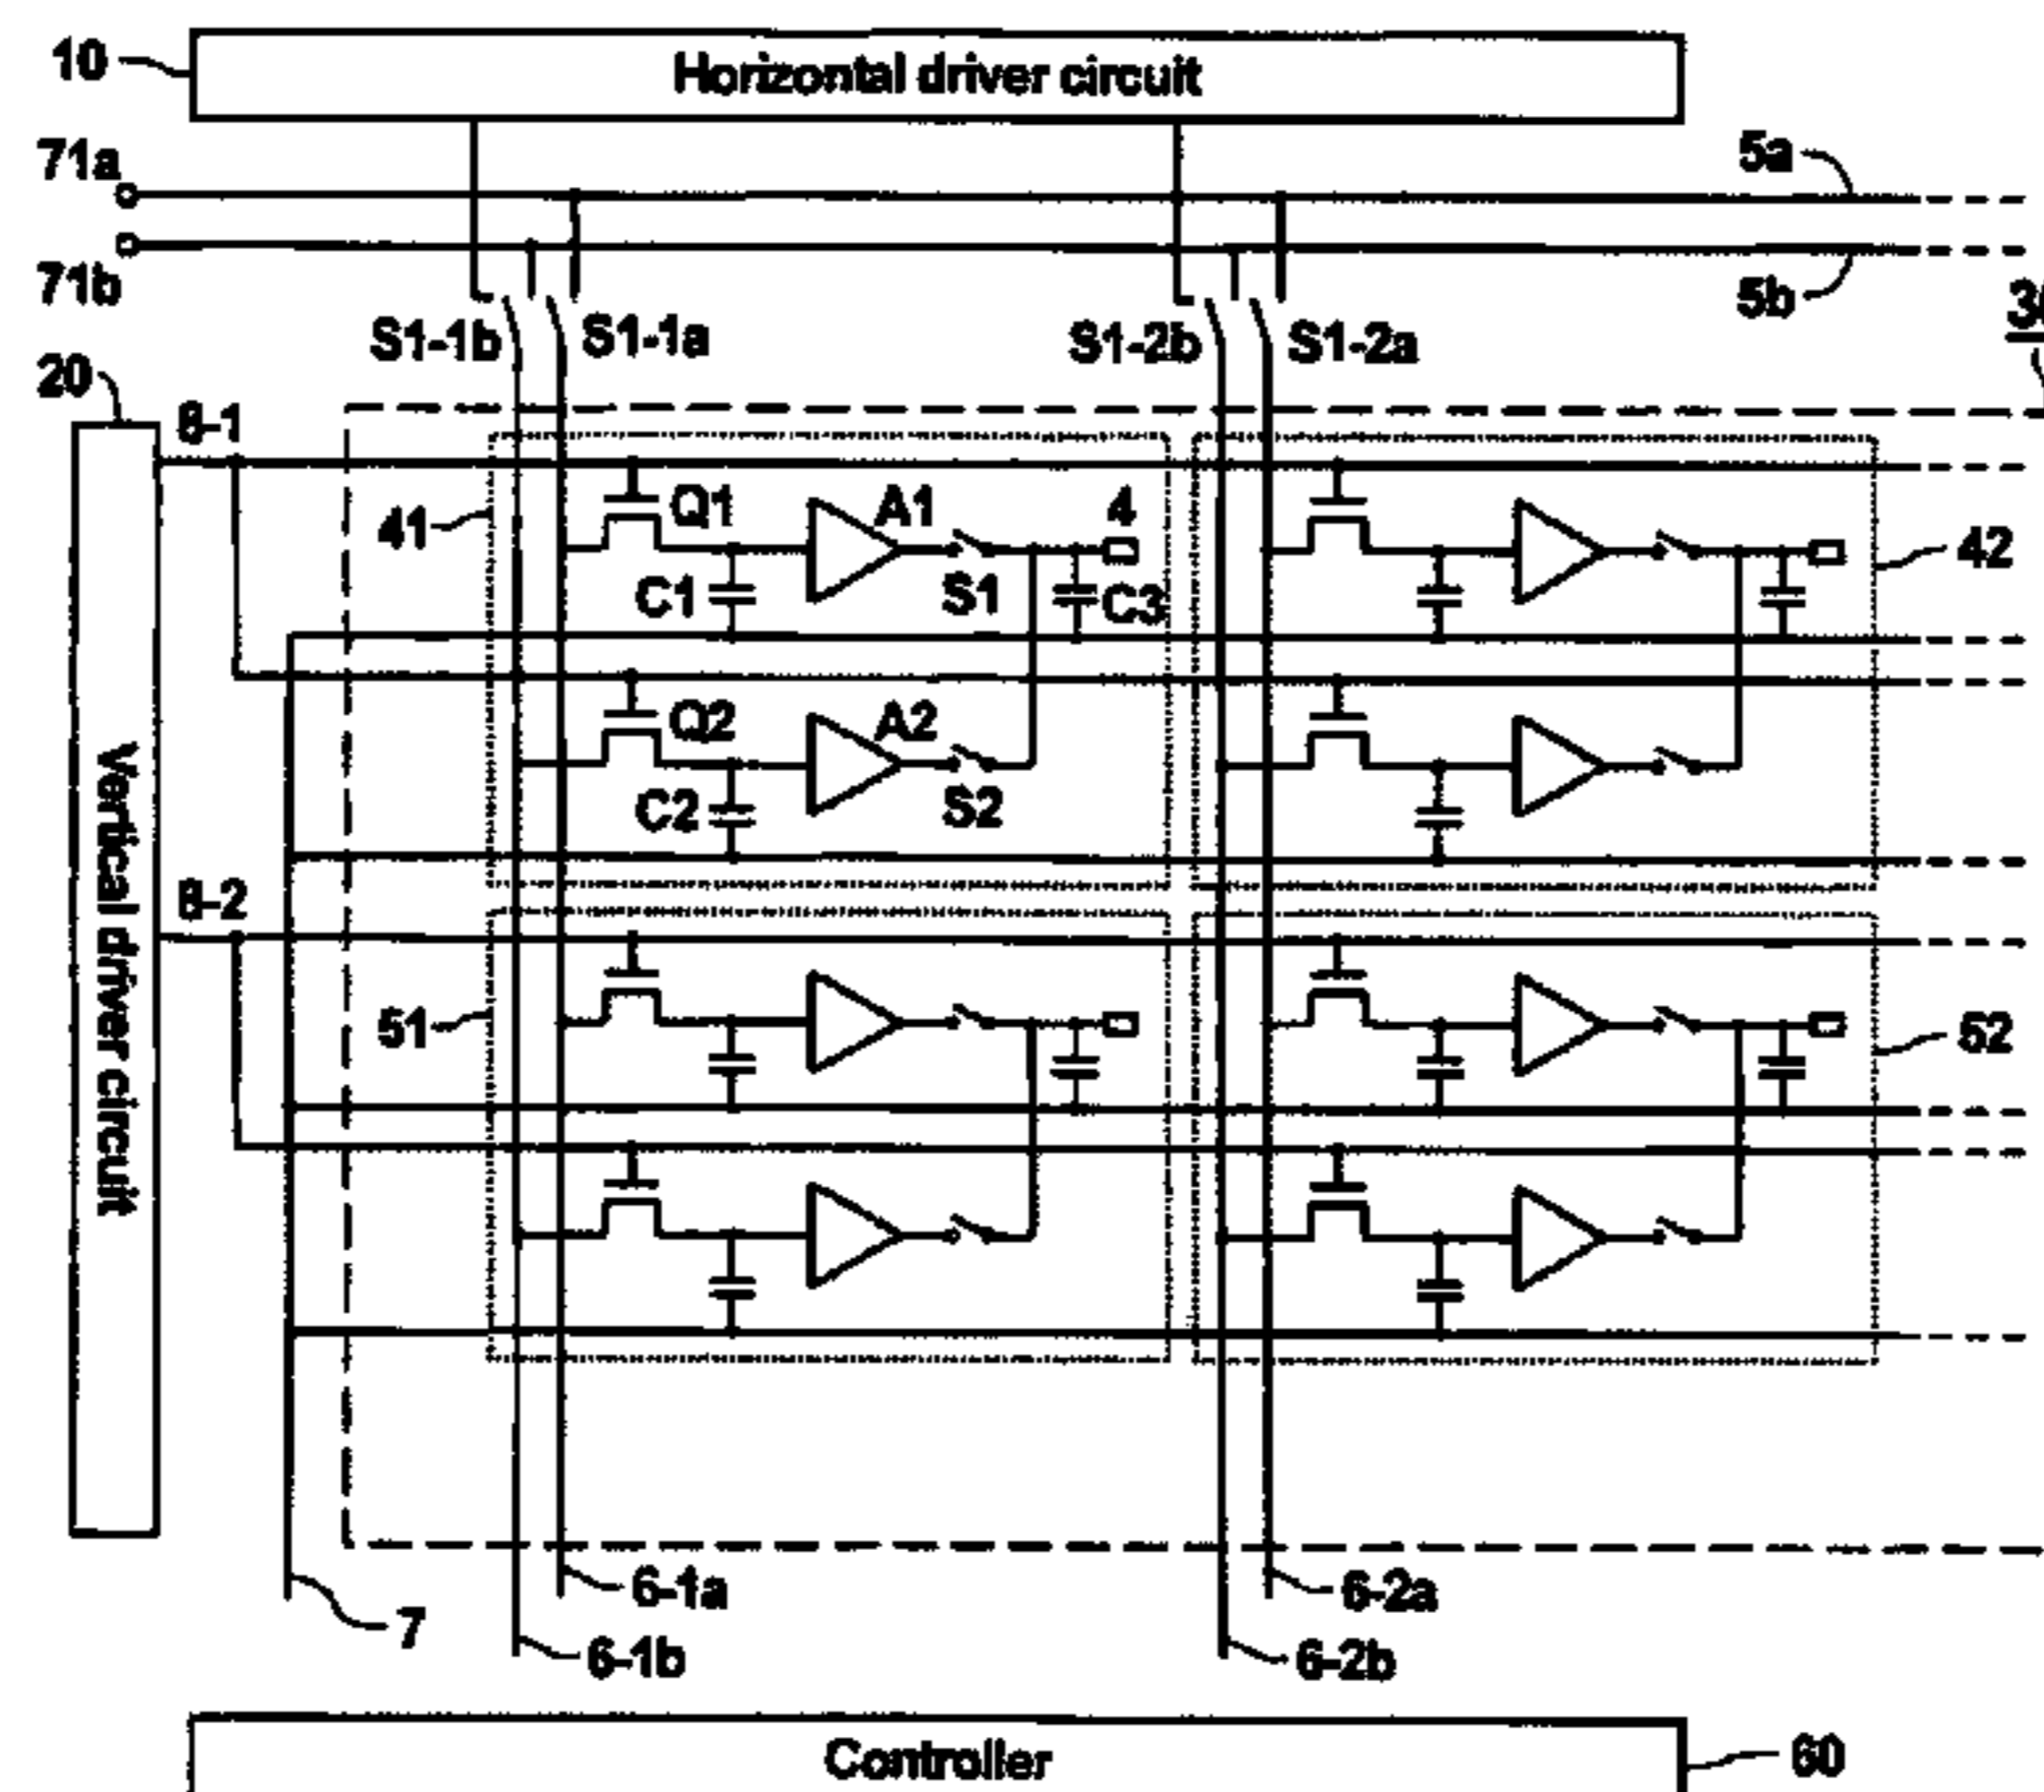 10
Horizontal driver circuit
71a
5a
71b
5b
S1-1b
S1-1a
S1-2b
S1-2a
20
8-1
41
Q1
A1
4
42
C1
S1
C3
Q2
A2
C2
S2
Vertical driver circuit
8-2
51
52
6-1a
6-2a
7
6-1b
6-2b
Controller
60